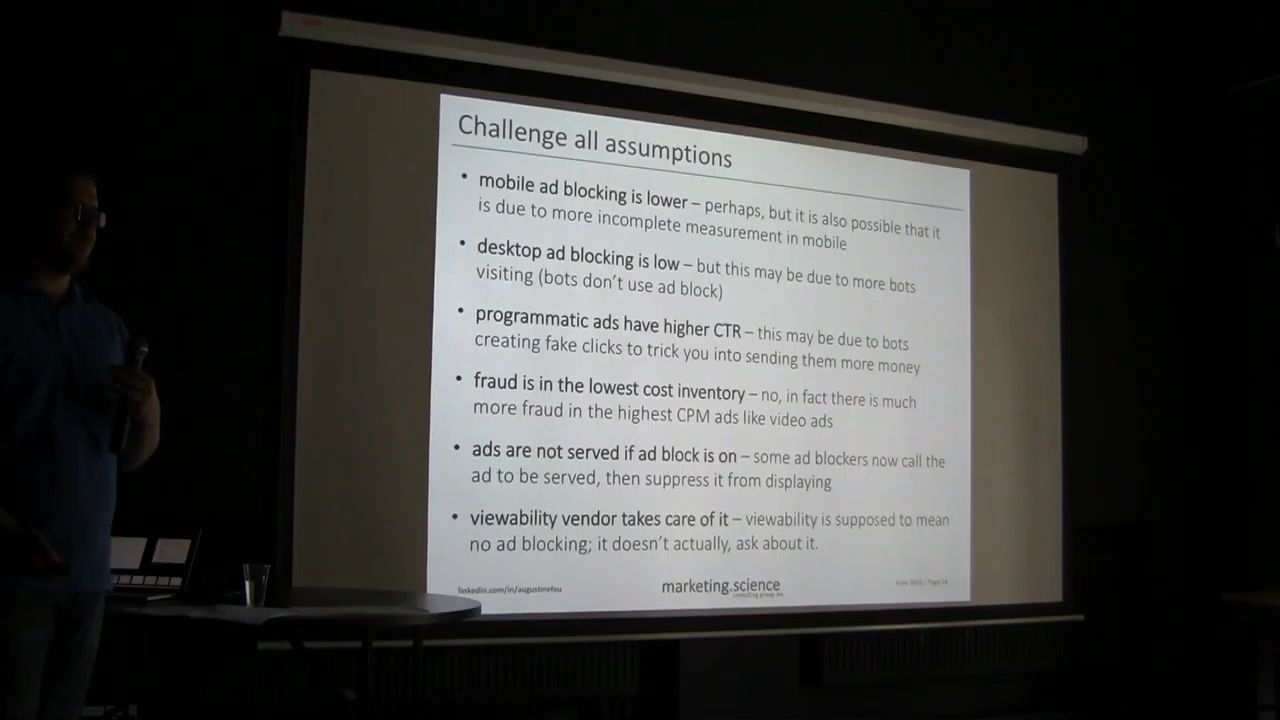 Challenge all assumptions
• mobile ad blocking is lower – perhaps, but it is also possible that it
is due to more incomplete measurement in mobile
• desktop ad blocking is low – but this may be due to more bots
visiting (bots don't use ad block)
• programmatic ads have higher CTR – this may be due to bots
creating fake clicks to trick you into sending them more money
• fraud is in the lowest cost inventory – no, in fact there is much
more fraud in the highest CPM ads like video ads
• ads are not served if ad block is on – some ad blockers now call the
ad to be served, then suppress it from displaying
• viewability vendor takes care of it – viewability is supposed to mean
no ad blocking; it doesn't actually, ask about it.
linkedin.com/in/augustinefou
marketing.science
consulting group, inc.